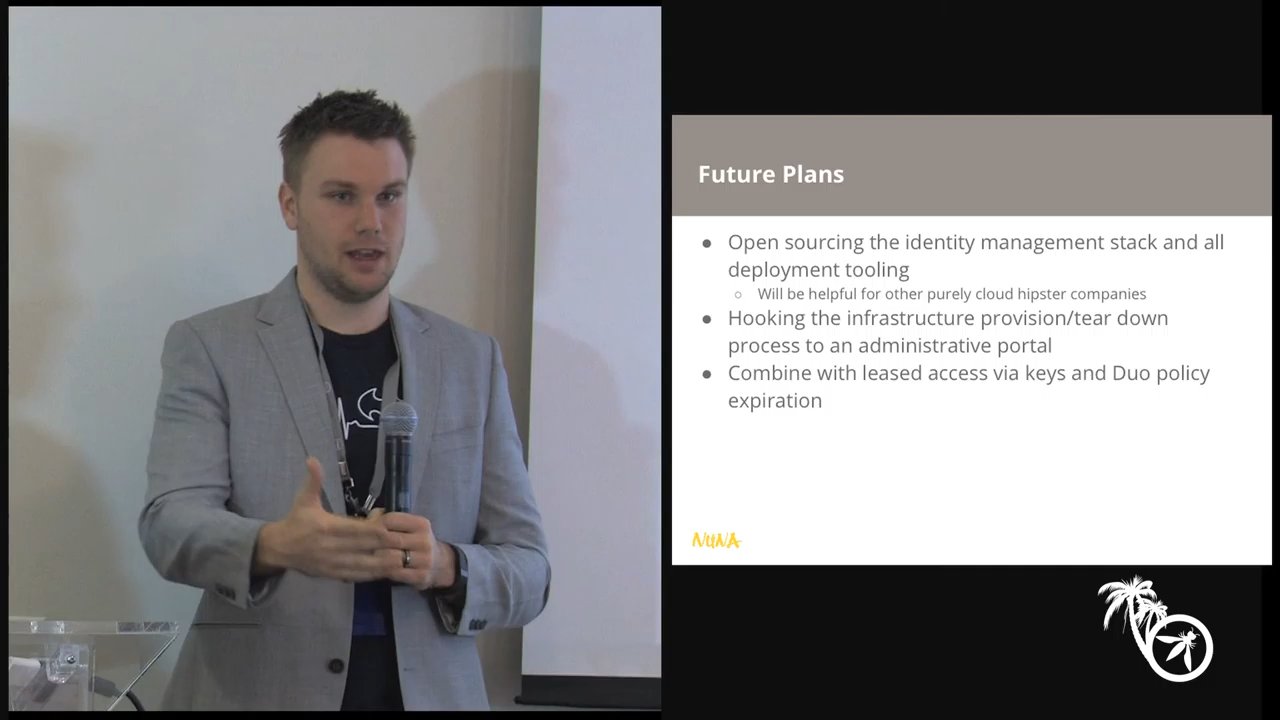 Future Plans
● Open sourcing the identity management stack and all
deployment tooling
○ Will be helpful for other purely cloud hipster companies
● Hooking the infrastructure provision/tear down
process to an administrative portal
● Combine with leased access via keys and Duo policy
expiration
NUNA